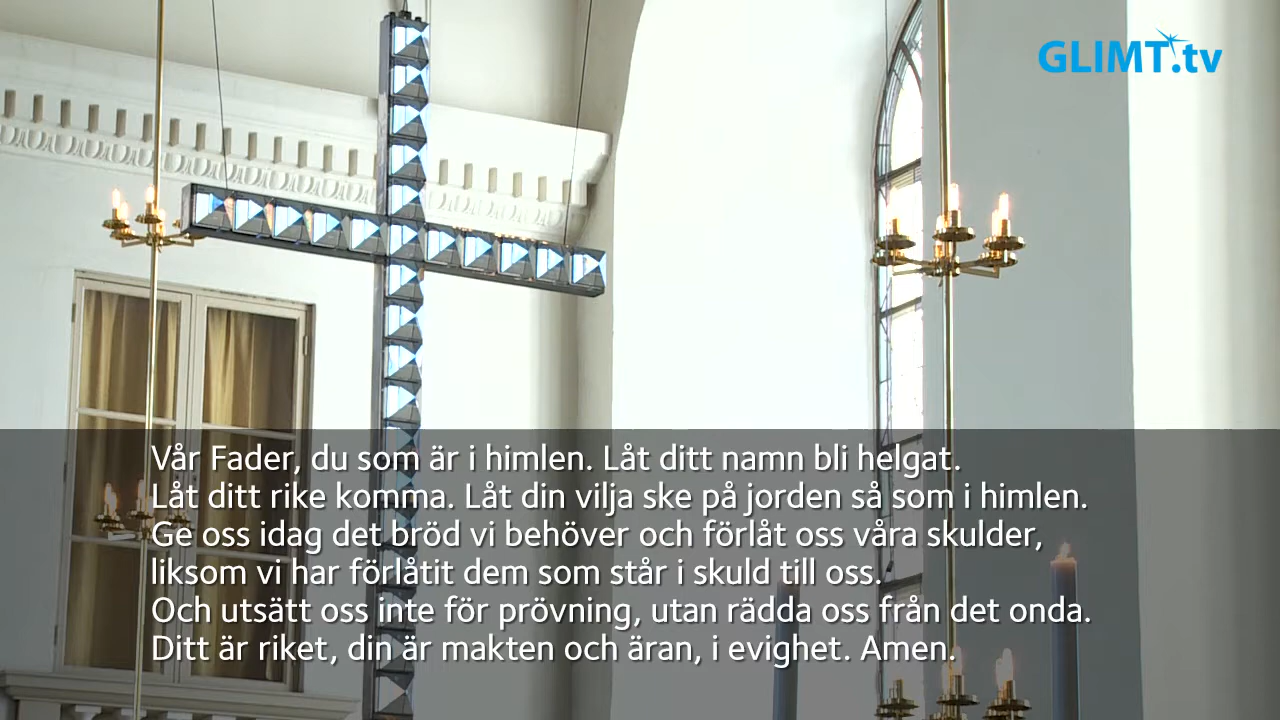 GLIMT.tv
Vår Fader, du som är i himlen. Låt ditt namn bli helgat.
Låt ditt rike komma. Låt din vilja ske på jorden så som i himlen.
Ge oss idag det bröd vi behöver och förlåt oss våra skulder,
liksom vi har förlåtit dem som står i skuld till oss.
Och utsätt oss inte för prövning, utan rädda oss från det onda.
Ditt är riket, din är makten och äran, i evighet. Amen.